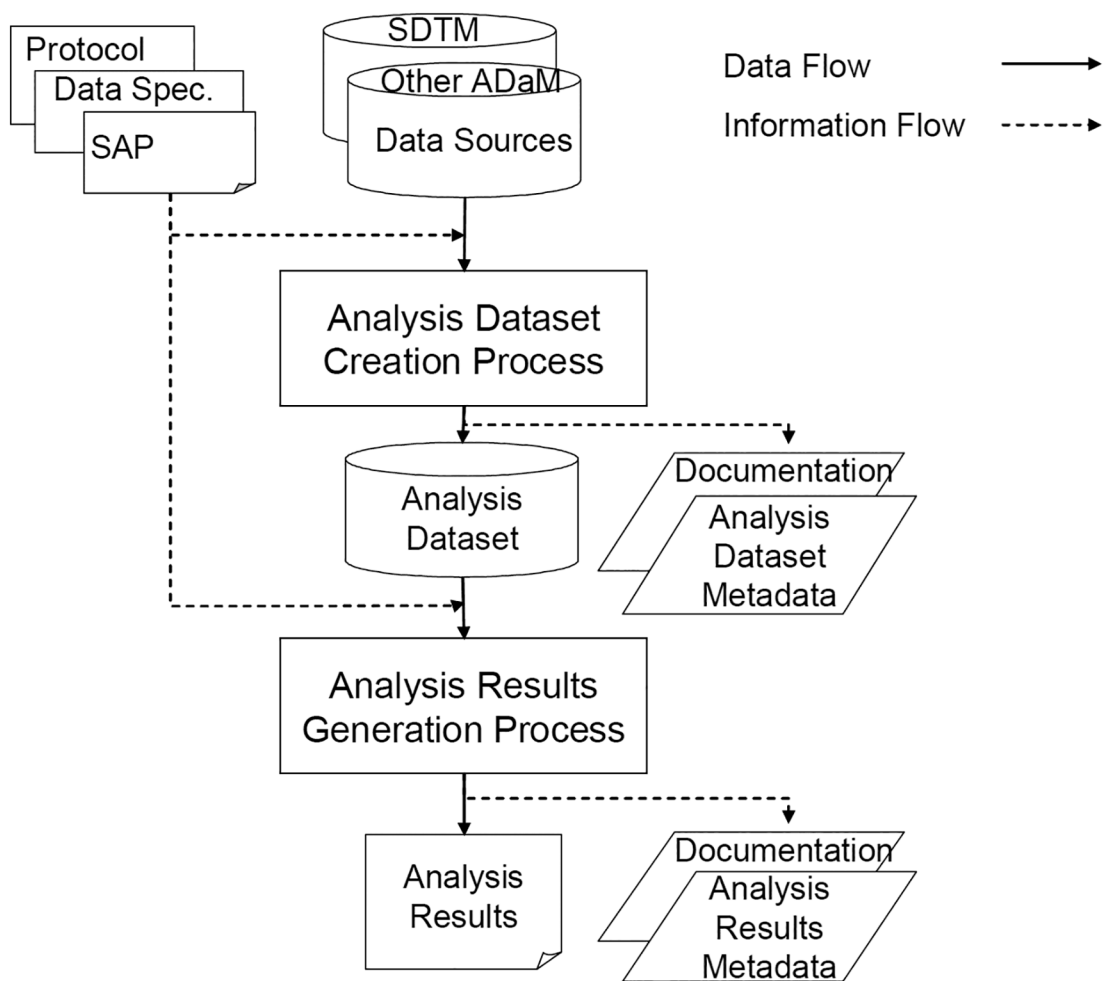 Protocol
Data Spec.
SAP
SDTM
Other ADaM
Data Sources
Data Flow
Information Flow
Analysis Dataset
Creation Process
Analysis
Dataset
Documentation
Analysis
Dataset
Metadata
Analysis Results
Generation Process
Analysis
Results
Documentation
Analysis
Results
Metadata